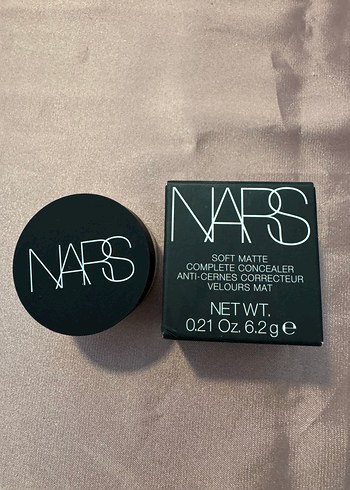 NARS
NARS
SOFT MATTE
COMPLETE CONCEALER
ANTI-CERNES CORRECTEUR
VELOURS MAT
NET WT.
0.21 Oz. 6.2 g e